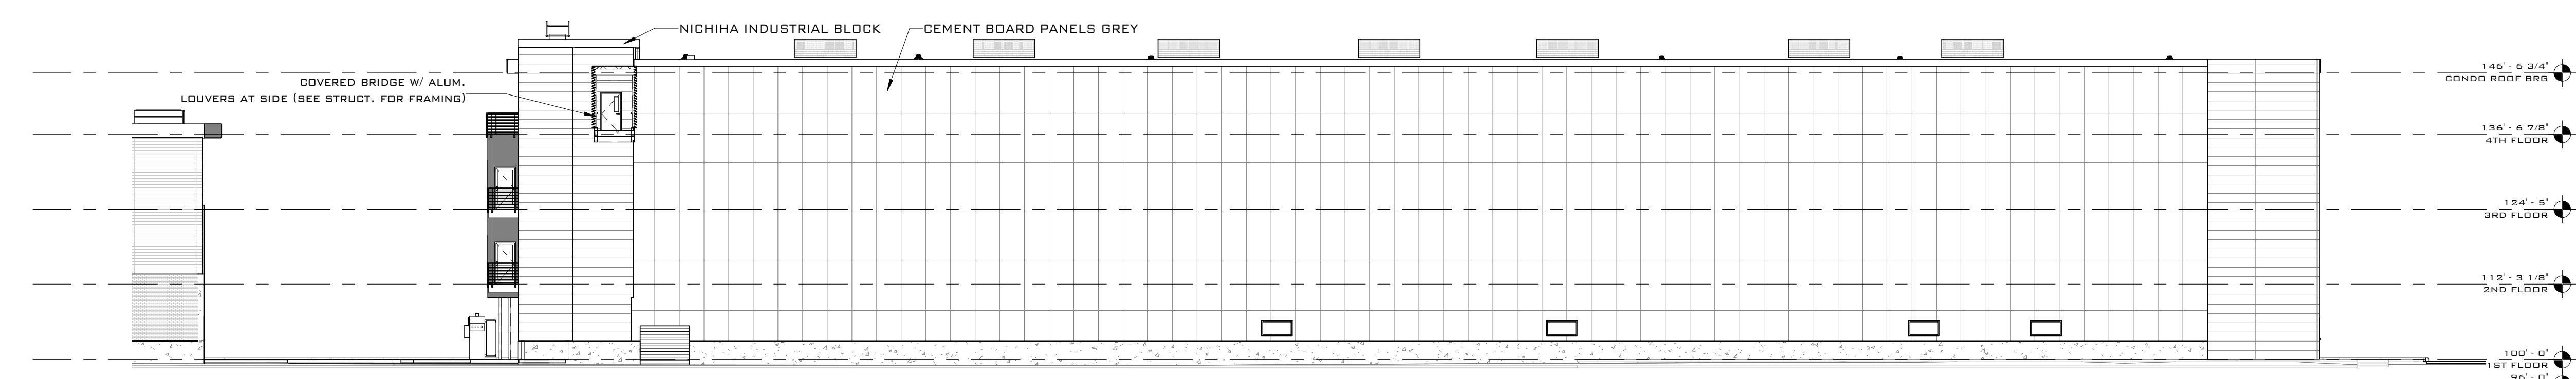 NICHIHA INDUSTRIAL BLOCK
CEMENT BOARD PANELS GREY
COVERED BRIDGE W/ ALUM.
LOUVERS AT SIDE (SEE STRUCT. FOR FRAMING)
146' - 6 3/4"
CONDO ROOF BRG
136' - 6 7/8"
4TH FLOOR
124' - 5"
3RD FLOOR
112' - 3 1/8"
2ND FLOOR
100' - 0"
1ST FLOOR
96' - 0"